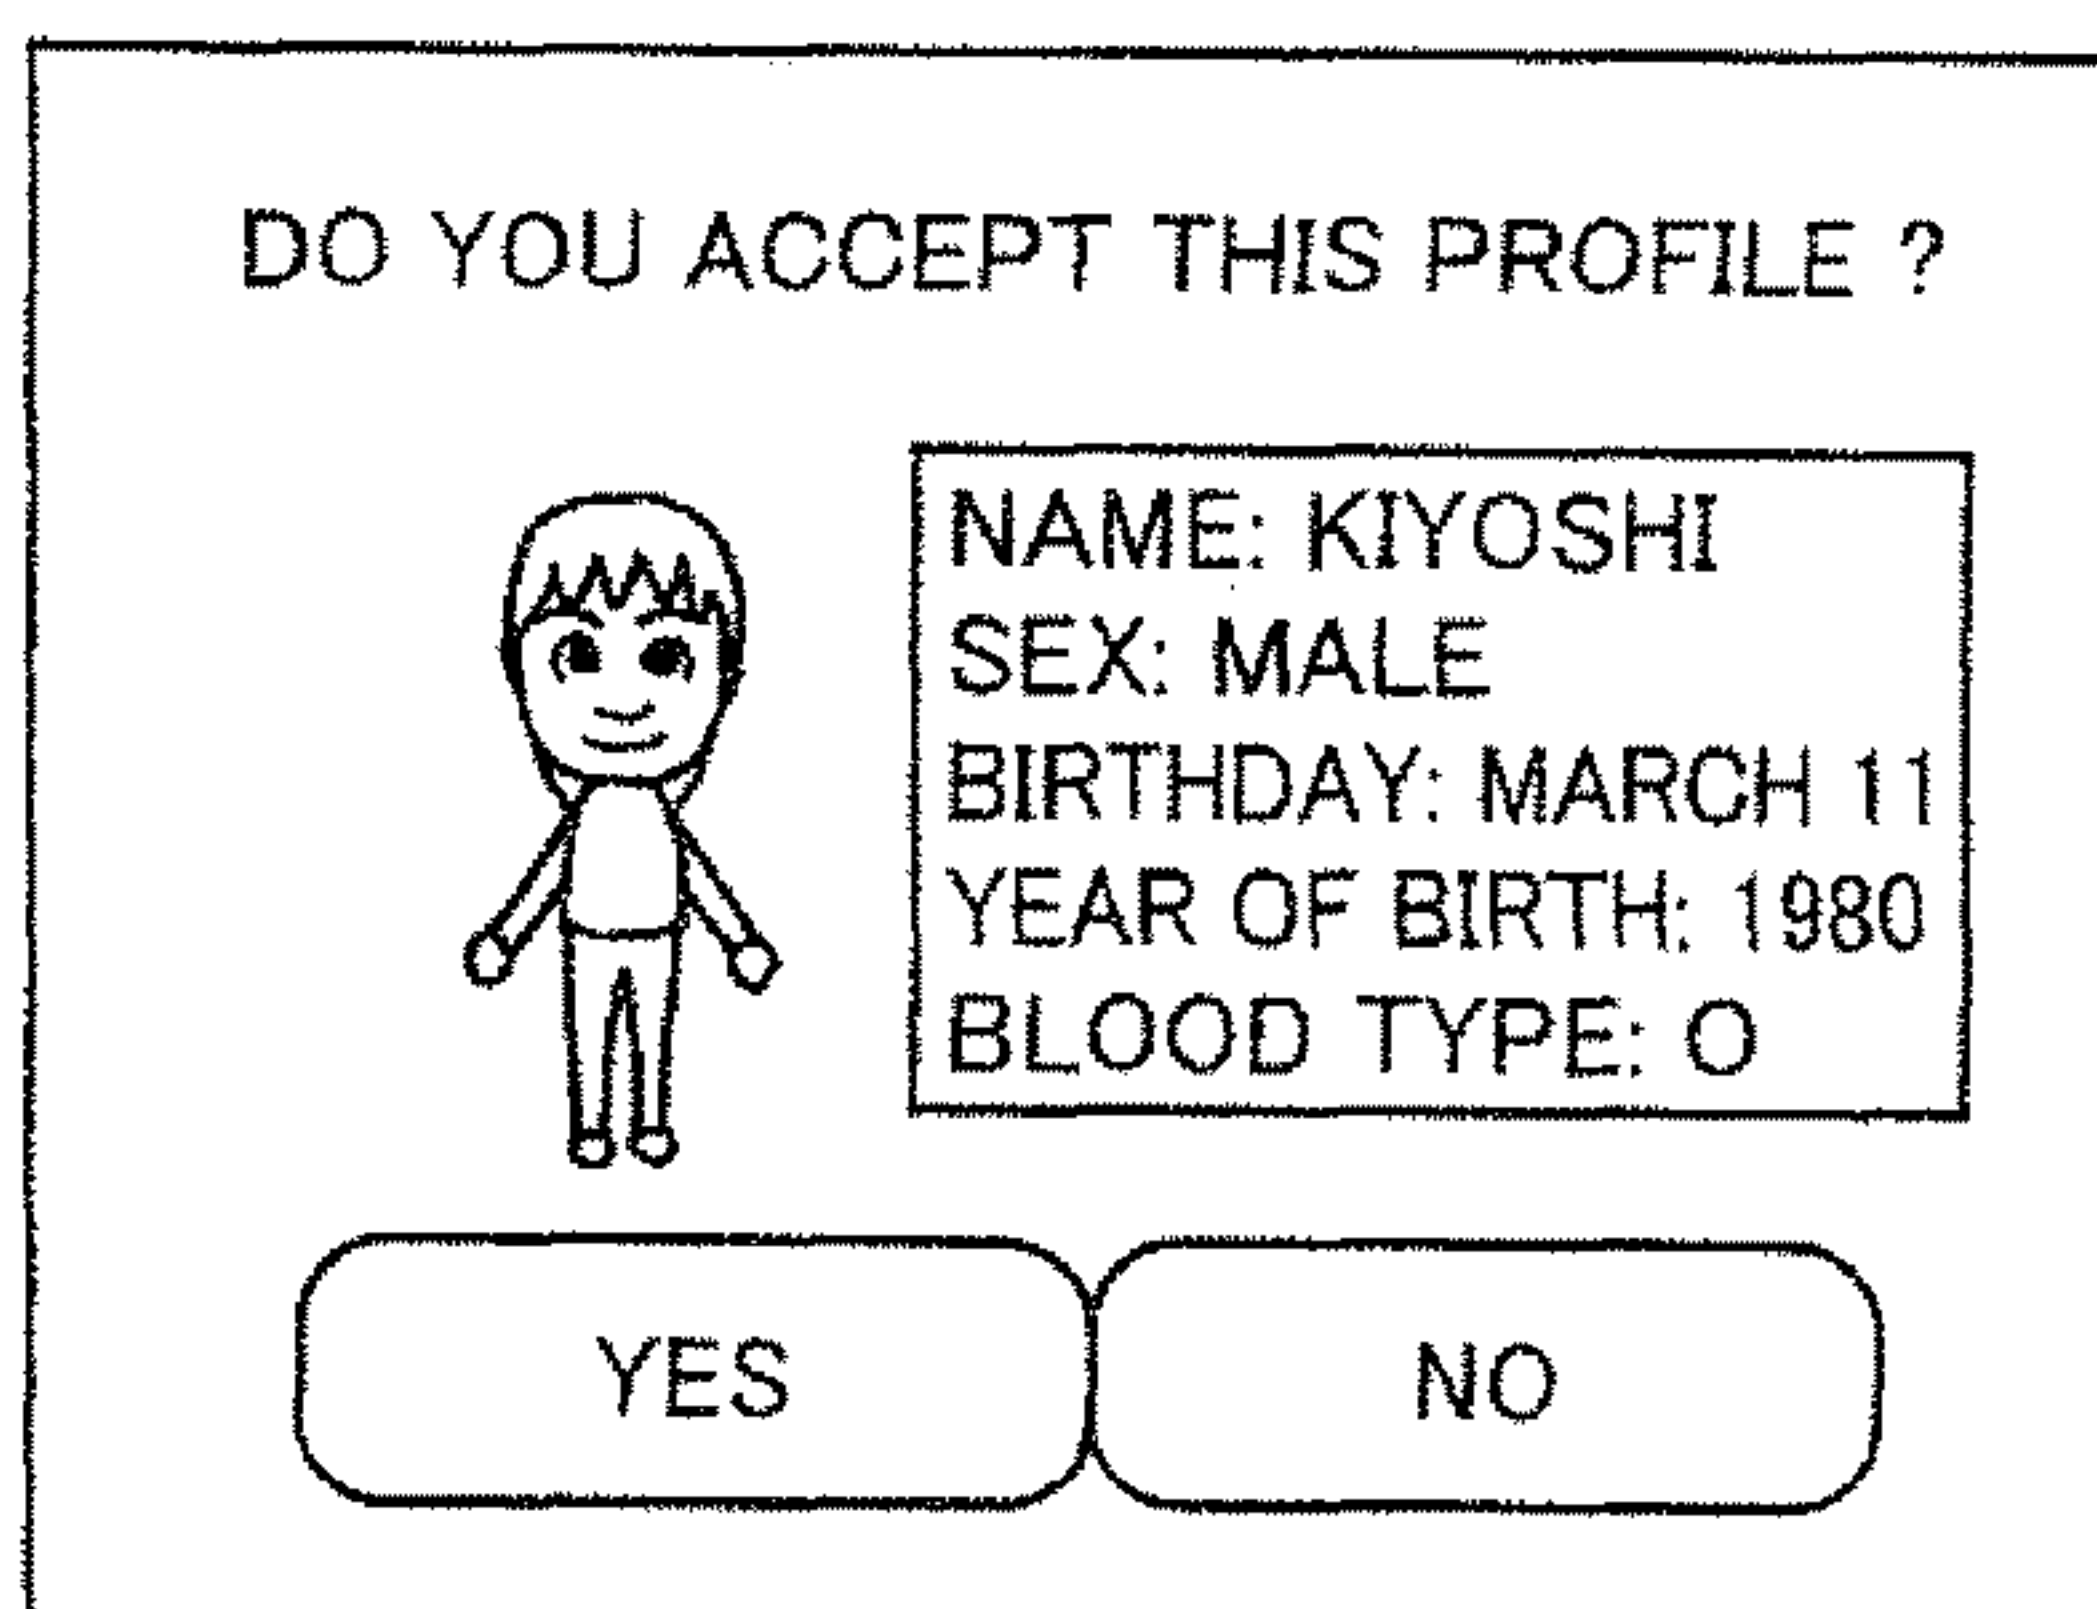 DO YOU ACCEPT THIS PROFILE ?
NAME: KIYOSHI
SEX: MALE
BIRTHDAY: MARCH 11
YEAR OF BIRTH: 1980
BLOOD TYPE: O
YES
NO